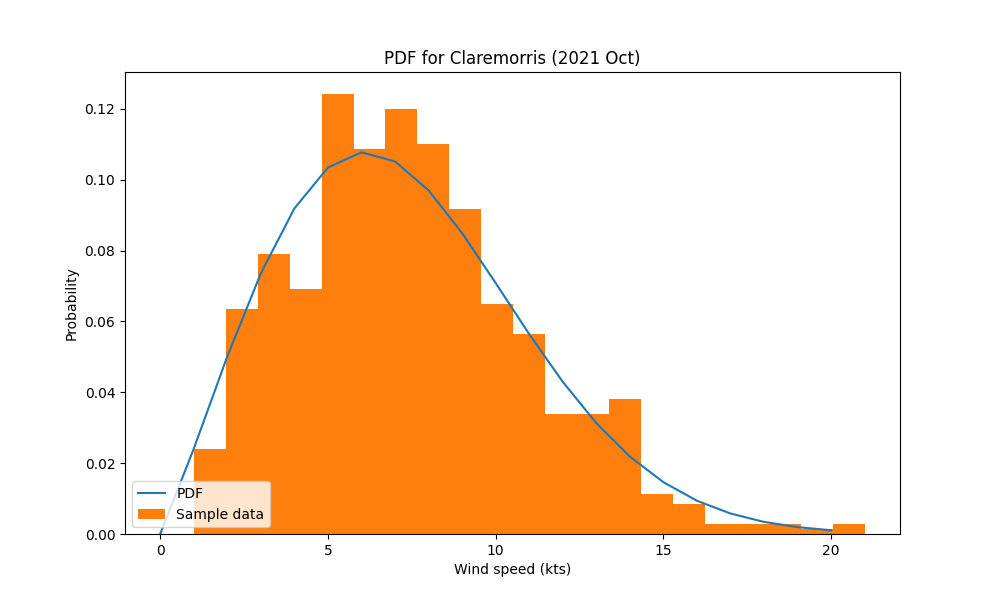 PDF for Claremorris (2021 Oct)
0.12
0.10
0.08
0.06
0.04
0.02
0.00
Probability
PDF
Sample data
0 5 10 15 20
Wind speed (kts)